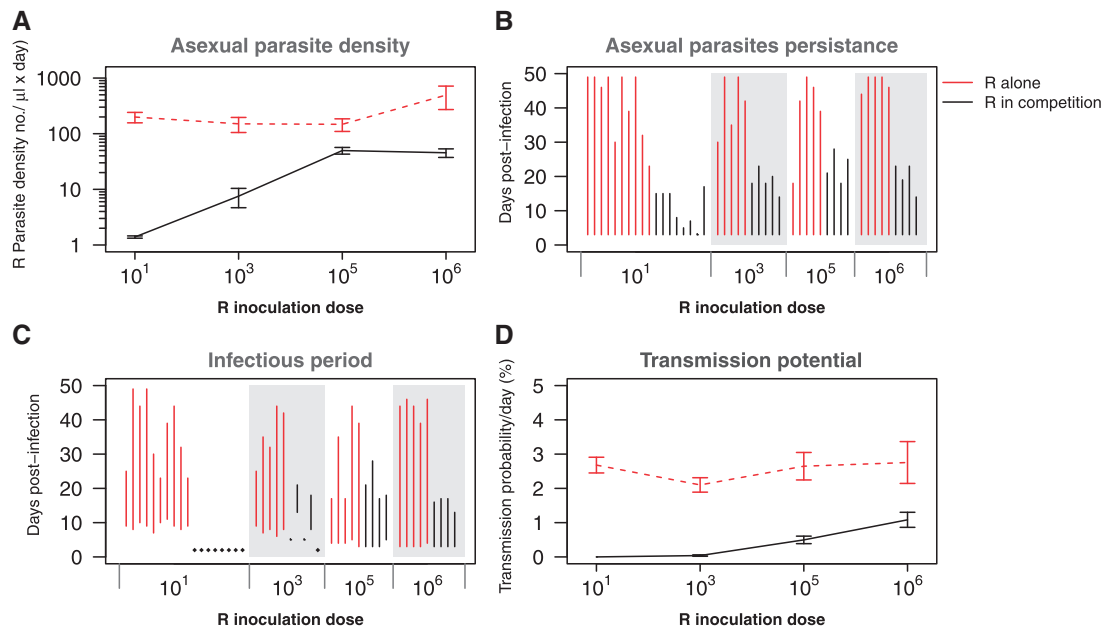 A
Asexual parasite density
R Parasite density no./ µl x day)
1000
100
10
1
10¹ 10³ 10⁵ 10⁶
R inoculation dose
B
Asexual parasites persistance
Days post–infection
50
40
30
20
10
0
10¹ 10³ 10⁵ 10⁶
R inoculation dose
R alone
R in competition
C
Infectious period
Days post–infection
50
40
30
20
10
0
10¹ 10³ 10⁵ 10⁶
R inoculation dose
D
Transmission potential
Transmission probability/day (%)
5
4
3
2
1
0
10¹ 10³ 10⁵ 10⁶
R inoculation dose